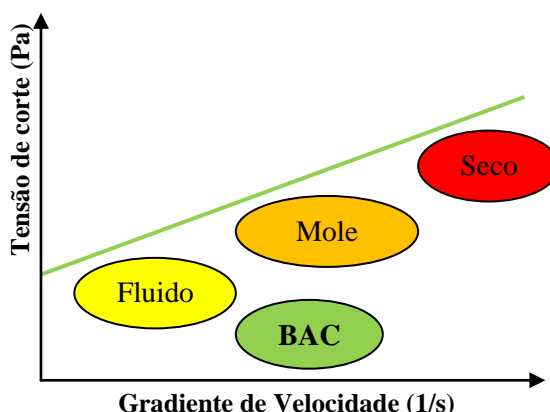 Tensão de corte (Pa)
Seco
Mole
Fluido
BAC
Gradiente de Velocidade (1/s)